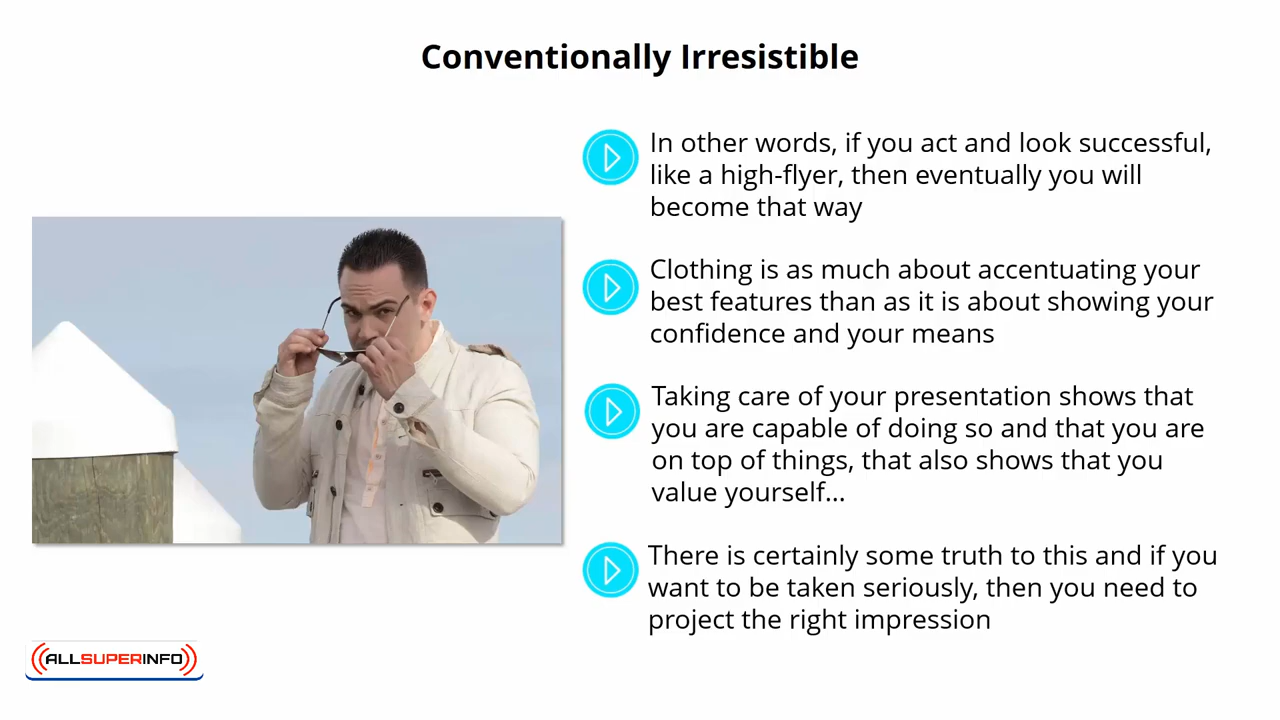 Conventionally Irresistible
In other words, if you act and look successful,
like a high-flyer, then eventually you will
become that way
Clothing is as much about accentuating your
best features than as it is about showing your
confidence and your means
Taking care of your presentation shows that
you are capable of doing so and that you are
on top of things, that also shows that you
value yourself...
There is certainly some truth to this and if you
want to be taken seriously, then you need to
project the right impression
ALLSUPERINFO